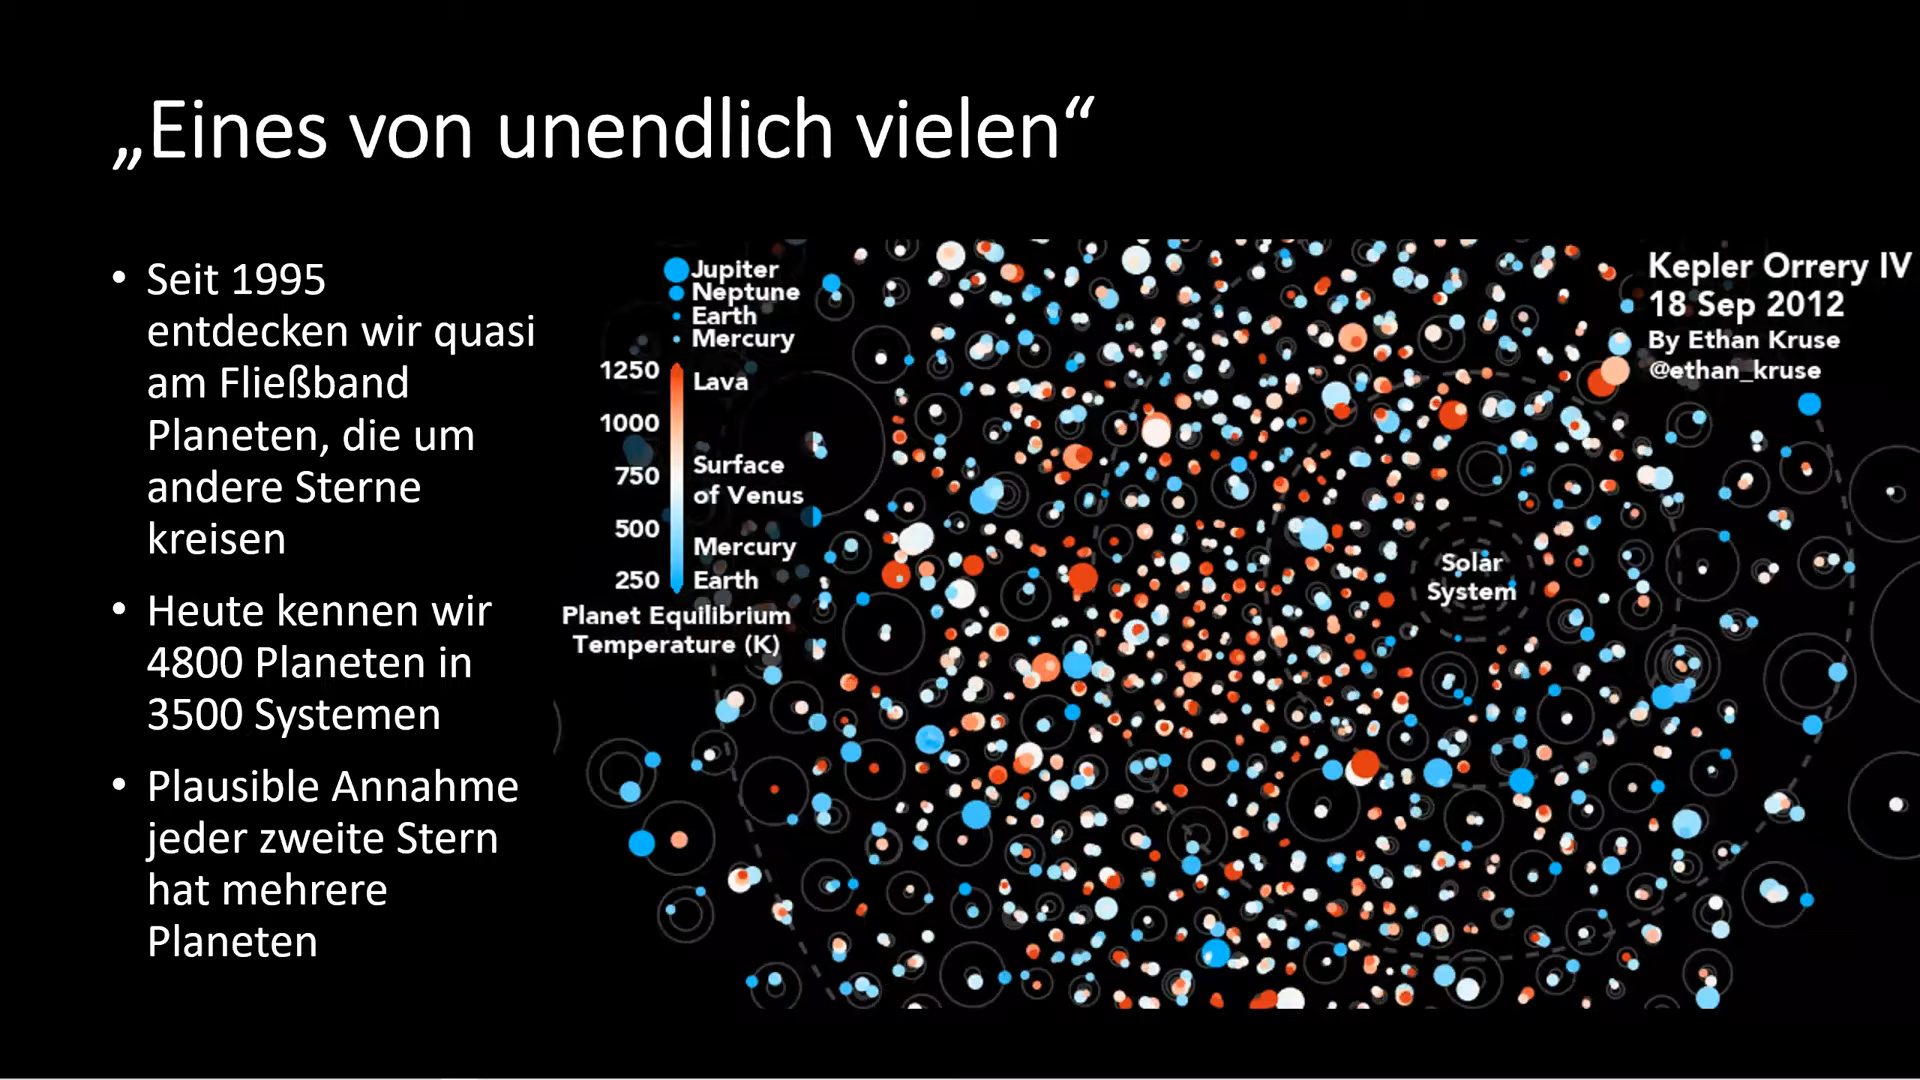 „Eines von unendlich vielen“
• Seit 1995
entdecken wir quasi
am Fließband
Planeten, die um
andere Sterne
kreisen
• Heute kennen wir
4800 Planeten in
3500 Systemen
• Plausible Annahme
jeder zweite Stern
hat mehrere
Planeten
Jupiter
Neptune
Earth
Mercury
1250
Lava
1000
750
Surface
of Venus
500
Mercury
250
Earth
Planet Equilibrium
Temperature (K)
Solar
System
Kepler Orrery IV
18 Sep 2012
By Ethan Kruse
@ethan_kruse